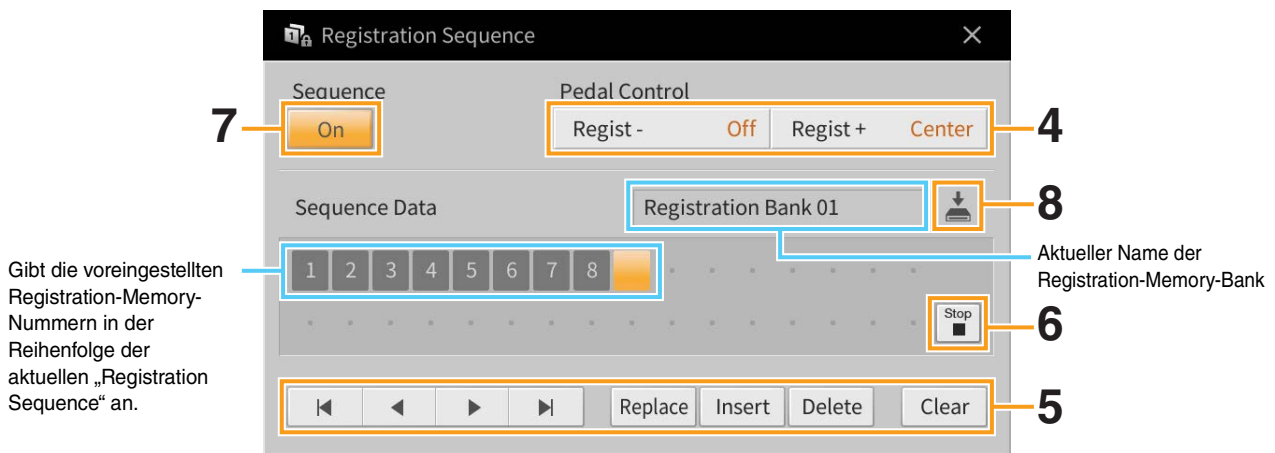 Registration Sequence
Sequence
Pedal Control
7
On
Regist -
Off
Regist +
Center
4
Sequence Data
Registration Bank 01
8
Aktueller Name der
Registration-Memory-Bank
Gibt die voreingestellten
Registration-Memory-
Nummern in der
Reihenfolge der
aktuellen „Registration
Sequence“ an.
1 2 3 4 5 6 7 8
Stop
6
Replace
Insert
Delete
Clear
5